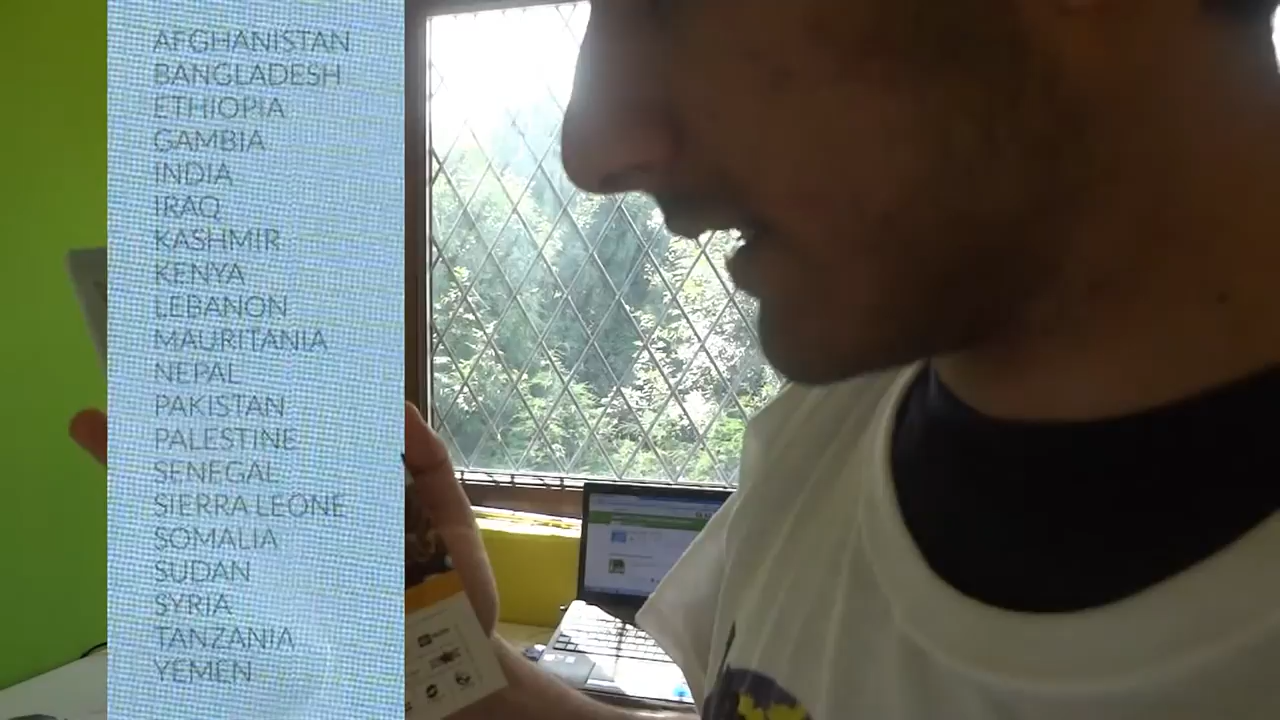 AFGHANISTAN
BANGLADESH
ETHIOPIA
GAMBIA
INDIA
IRAQ
KASHMIR
KENYA
LEBANON
MAURITANIA
NEPAL
PAKISTAN
PALESTINE
SENEGAL
SIERRA LEONE
SOMALIA
SUDAN
SYRIA
TANZANIA
YEMEN